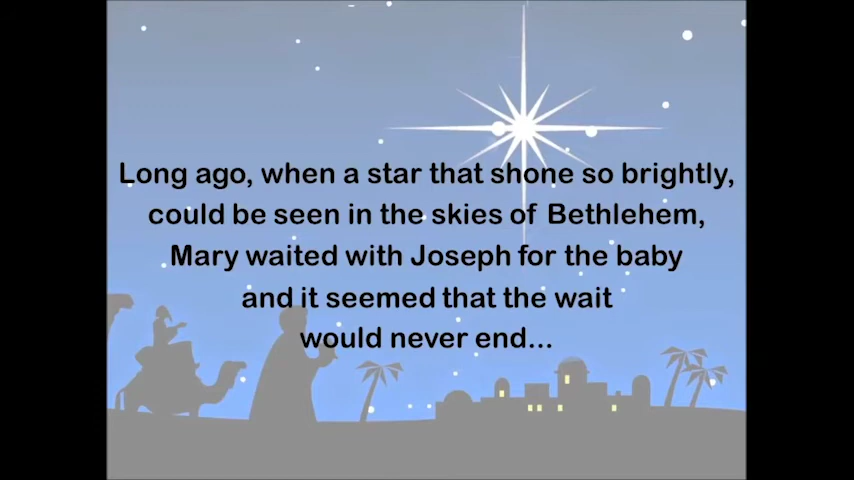 Long ago, when a star that shone so brightly,
could be seen in the skies of Bethlehem,
Mary waited with Joseph for the baby
and it seemed that the wait
would never end...